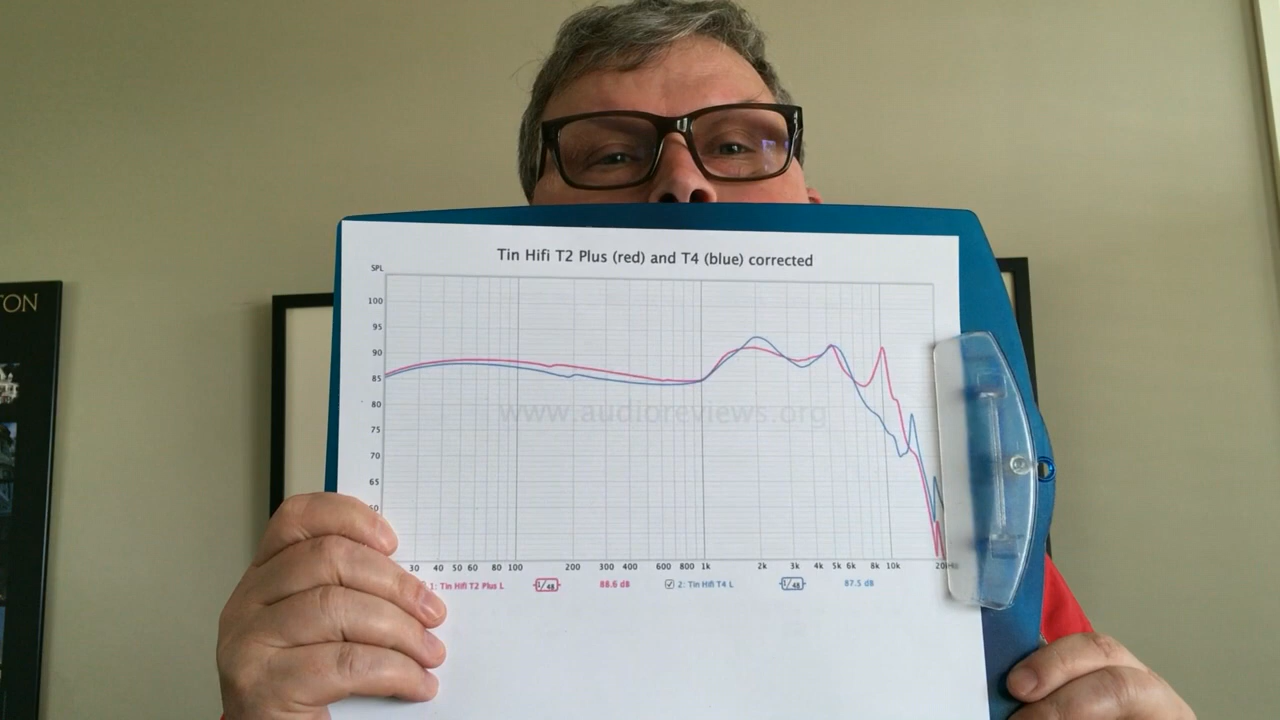 TON
Tin Hifi T2 Plus (red) and T4 (blue) corrected
SPL
100
95
90
85
80
www.audioreviews.org
75
70
65
60
30 40 50 60 80 100 200 300 400 600 800 1k 2k 3k 4k 5k 6k 8k 10k 20kHz
1: Tin Hifi T2 Plus L 1/48 88.6 dB 2: Tin Hifi T4 L 1/48 87.5 dB